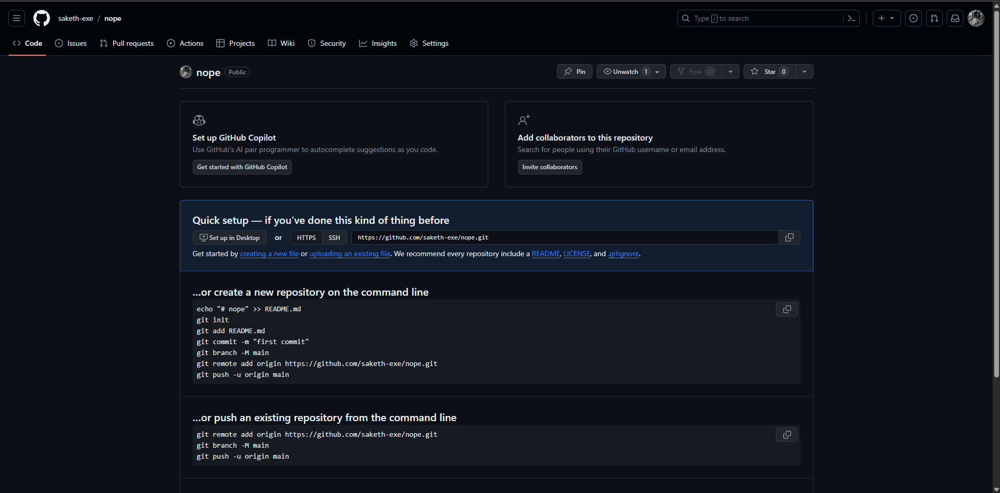 saketh-exe / nope
Type / to search
Code Issues Pull requests Actions Projects Wiki Security Insights Settings
nope Public
Pin Unwatch 1 Fork 0 Star 0
Set up GitHub Copilot
Use GitHub's AI pair programmer to autocomplete suggestions as you code.
Get started with GitHub Copilot
Add collaborators to this repository
Search for people using their GitHub username or email address.
Invite collaborators
Quick setup — if you’ve done this kind of thing before
Set up in Desktop or HTTPS SSH https://github.com/saketh-exe/nope.git
Get started by creating a new file or uploading an existing file. We recommend every repository include a README, LICENSE, and .gitignore.
…or create a new repository on the command line
echo "# nope" >> README.md
git init
git add README.md
git commit -m "first commit"
git branch -M main
git remote add origin https://github.com/saketh-exe/nope.git
git push -u origin main
…or push an existing repository from the command line
git remote add origin https://github.com/saketh-exe/nope.git
git branch -M main
git push -u origin main